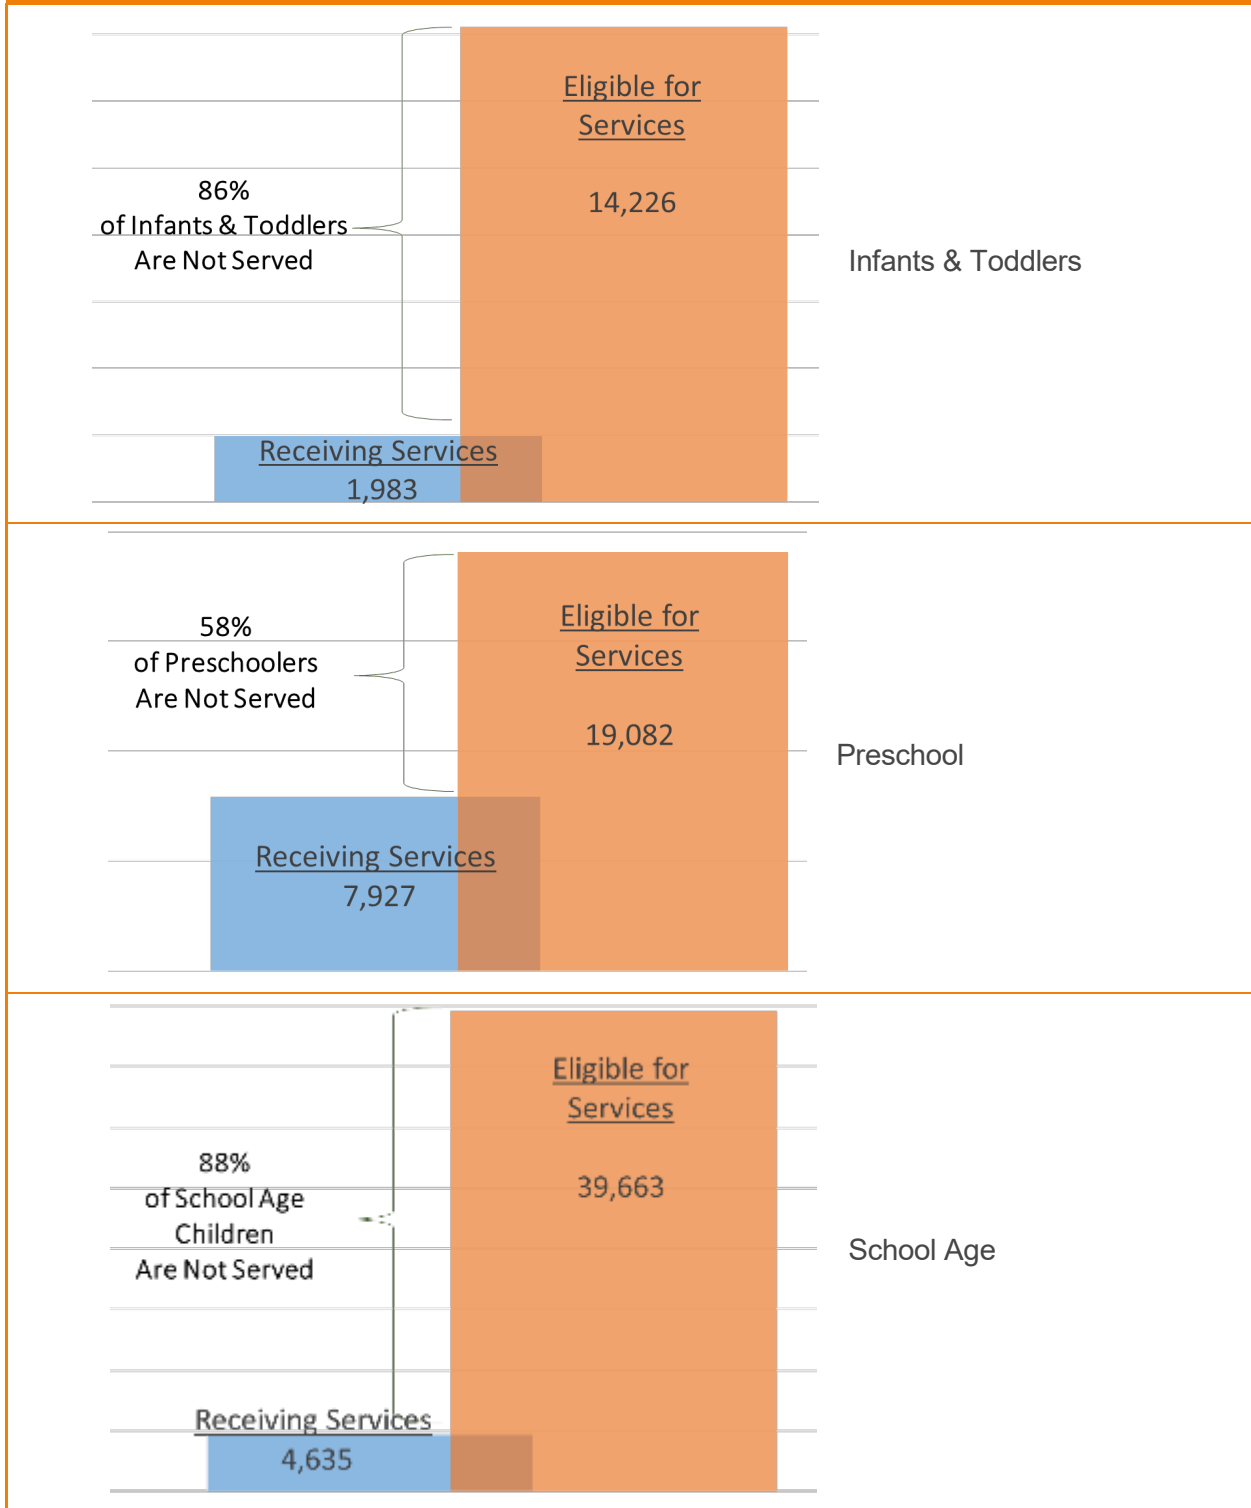 Eligible for
Services
14,226
86%
of Infants & Toddlers
Are Not Served
Infants & Toddlers
Receiving Services
1,983
Eligible for
Services
19,082
58%
of Preschoolers
Are Not Served
Preschool
Receiving Services
7,927
Eligible for
Services
39,663
88%
of School Age
Children
Are Not Served
School Age
Receiving Services
4,635